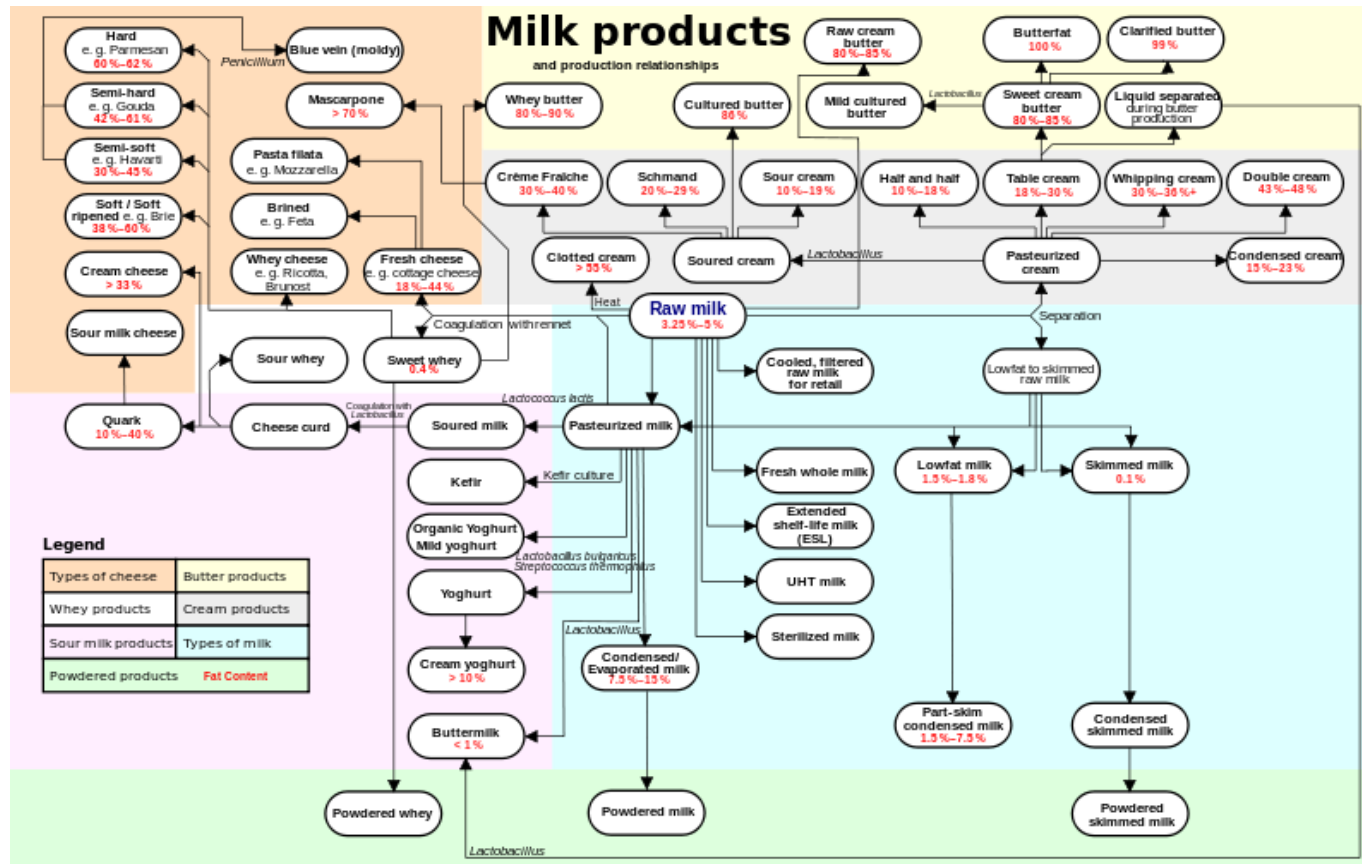 Milk products
and production relationships
Hard
e. g. Parmesan
60 %–62 %
Penicillium
Blue vein (moldy)
Semi-hard
e. g. Gouda
42 %–61 %
Mascarpone
> 70 %
Semi-soft
e. g. Havarti
30 %–45 %
Pasta filata
e. g. Mozzarella
Soft / Soft
ripened e. g. Brie
38 %–60 %
Brined
e. g. Feta
Cream cheese
> 33 %
Whey cheese
e. g. Ricotta,
Brunost
Fresh cheese
e. g. cottage cheese
18 %–44 %
Sour milk cheese
Raw cream
butter
80 %–85 %
Butterfat
100 %
Clarified butter
99 %
Whey butter
80 %–90 %
Cultured butter
86 %
Mild cultured
butter
Lactobacillus
Sweet cream
butter
80 %–85 %
Liquid separated
during butter
production
Crème Fraîche
30 %–40 %
Schmand
20 %–29 %
Sour cream
10 %–19 %
Half and half
10 %–18 %
Table cream
18 %–30 %
Whipping cream
30 %–36 %+
Double cream
43 %–48 %
Clotted cream
> 55 %
Soured cream
Lactobacillus
Pasteurized
cream
Condensed cream
15 %–23 %
Heat
Raw milk
3.25 %–5 %
Separation
Coagulation with rennet
Sour whey
Sweet whey
0.4 %
Cooled, filtered
raw milk
for retail
Lowfat to skimmed
raw milk
Lactococcus lactis
Quark
10 %–40 %
Cheese curd
Coagulation with
Lactobacillus
Soured milk
Pasteurized milk
Kefir
Kefir culture
Fresh whole milk
Lowfat milk
1.5 %–1.8 %
Skimmed milk
0.1 %
Organic Yoghurt
Mild yoghurt
Extended
shelf-life milk
(ESL)
Lactobacillus bulgaricus
Streptococcus thermophilus
Yoghurt
UHT milk
Lactobacillus
Sterilized milk
Cream yoghurt
> 10 %
Condensed/
Evaporated milk
7.5 %–15 %
Buttermilk
< 1 %
Part-skim
condensed milk
1.5 %–7.5 %
Condensed
skimmed milk
Powdered whey
Powdered milk
Powdered
skimmed milk
Lactobacillus
Legend
Types of cheese
Butter products
Whey products
Cream products
Sour milk products
Types of milk
Powdered products
Fat Content